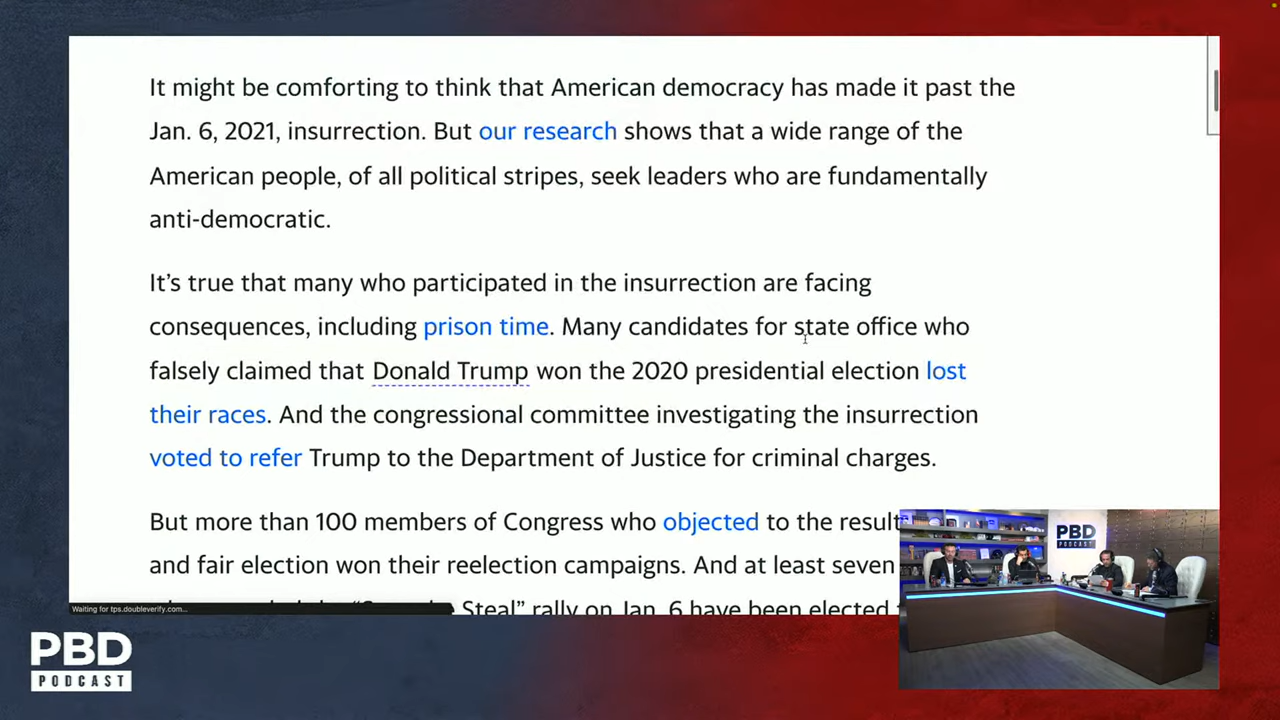 It might be comforting to think that American democracy has made it past the
Jan. 6, 2021, insurrection. But our research shows that a wide range of the
American people, of all political stripes, seek leaders who are fundamentally
anti-democratic.
It's true that many who participated in the insurrection are facing
consequences, including prison time. Many candidates for state office who
falsely claimed that Donald Trump won the 2020 presidential election lost
their races. And the congressional committee investigating the insurrection
voted to refer Trump to the Department of Justice for criminal charges.
But more than 100 members of Congress who objected to the result
and fair election won their reelection campaigns. And at least seven
Steal" rally on Jan. 6 have been elected
Waiting for tps.doubleverify.com...
PBD
PODCAST
PBD
PODCAST